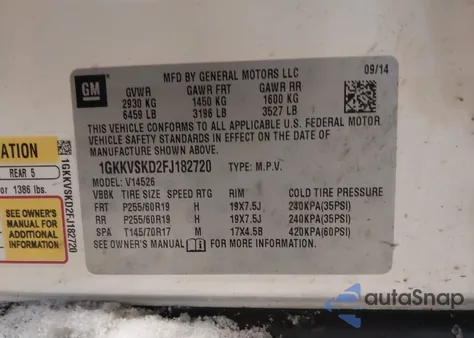 GM
MFD BY GENERAL MOTORS LLC
09/14
GVWR GAWR FRT GAWR RR
2930 KG 1450 KG 1600 KG
6459 LB 3196 LB 3527 LB
THIS VEHICLE CONFORMS TO ALL APPLICABLE U.S. FEDERAL MOTOR
VEHICLE SAFETY STANDARDS IN EFFECT ON THE DATE OF
MANUFACTURE SHOWN ABOVE.
1GKKVSKD2FJ182720 TYPE: M.P.V.
MODEL: V14526
VBBK TIRE SIZE SPEED RTG RIM COLD TIRE PRESSURE
FRT P255/60R19 H 19X7.5J 240KPA(35PSI)
RR P255/60R19 H 19X7.5J 240KPA(35PSI)
SPA T145/70R17 M 17X4.5B 420KPA(60PSI)
SEE OWNER'S MANUAL FOR MORE INFORMATION.
ATION
REAR 5
or 1386 lbs.
SEE OWNER'S
MANUAL FOR
ADDITIONAL
INFORMATION
1GKKVSKD2FJ182720
autoSnap